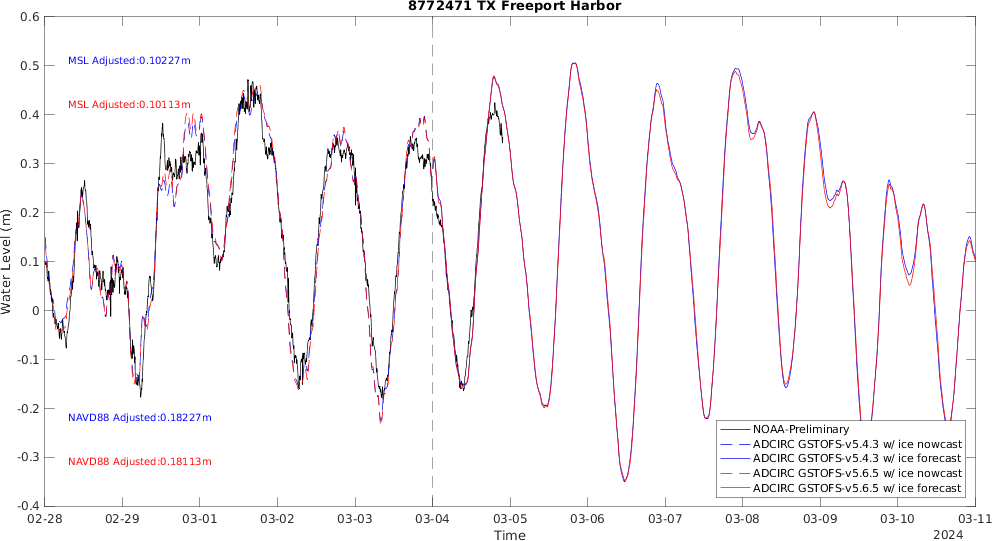 8772471 TX Freeport Harbor
0.6
0.5
0.4
0.3
0.2
0.1
0
-0.1
-0.2
-0.3
-0.4
Water Level (m)
MSL Adjusted:0.10227m
MSL Adjusted:0.10113m
NAVD88 Adjusted:0.18227m
NAVD88 Adjusted:0.18113m
NOAA-Preliminary
ADCIRC GSTOFS-v5.4.3 w/ ice nowcast
ADCIRC GSTOFS-v5.4.3 w/ ice forecast
ADCIRC GSTOFS-v5.6.5 w/ ice nowcast
ADCIRC GSTOFS-v5.6.5 w/ ice forecast
02-28 02-29 03-01 03-02 03-03 03-04 03-05 03-06 03-07 03-08 03-09 03-10 03-11
Time
2024